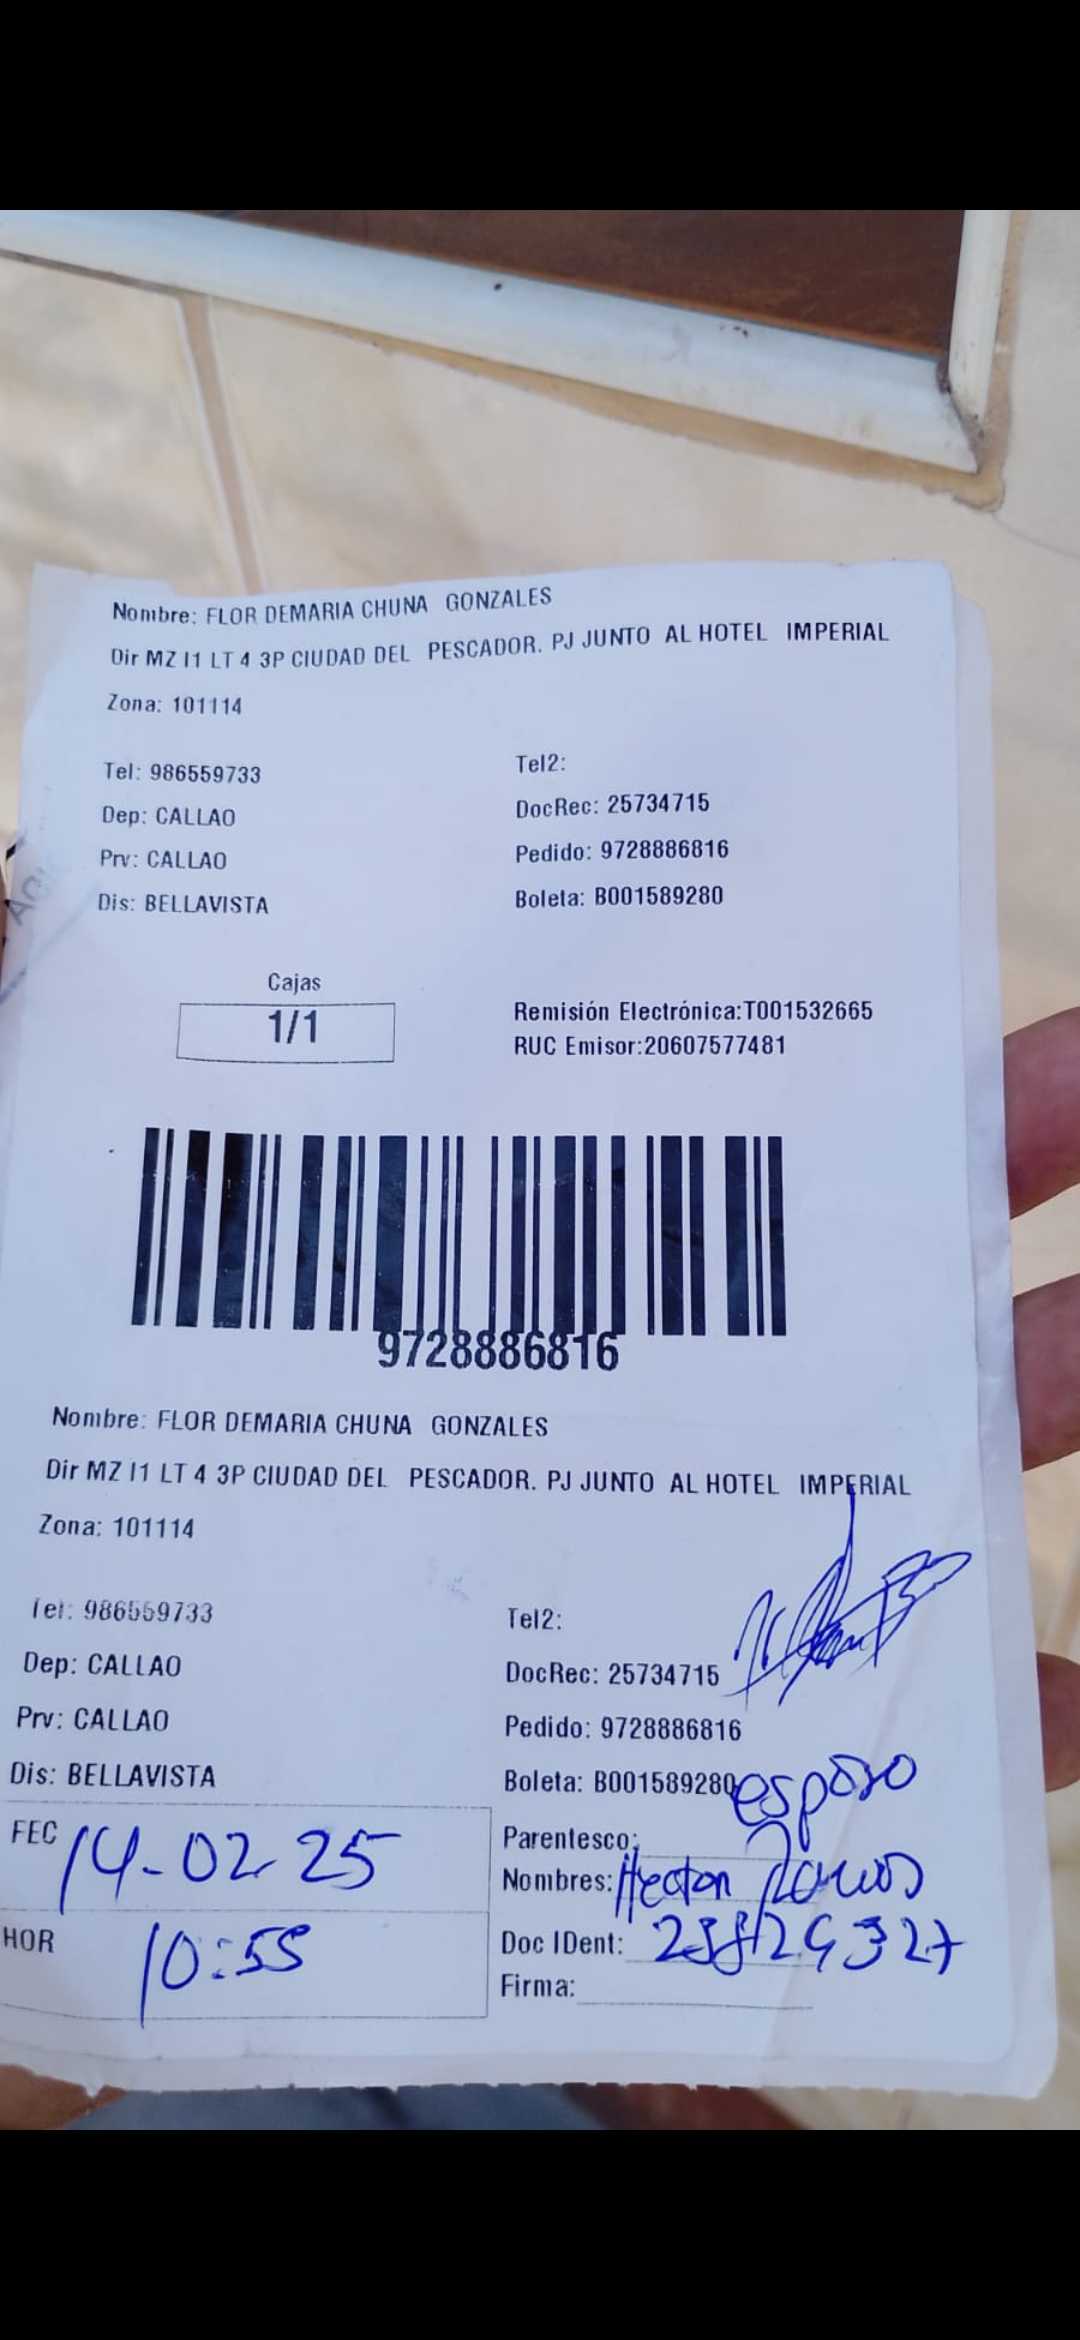 Nombre: FLOR DEMARIA CHUNA GONZALES
Dir MZ I1 LT 4 3P CIUDAD DEL PESCADOR. PJ JUNTO AL HOTEL IMPERIAL
Zona: 101114
Tel: 986559733
Tel2:
Dep: CALLAO
DocRec: 25734715
Prv: CALLAO
Pedido: 9728886816
Dis: BELLAVISTA
Boleta: B001589280
Cajas
1/1
Remisión Electrónica:T001532665
RUC Emisor:20607577481
9728886816
Nombre: FLOR DEMARIA CHUNA GONZALES
Dir MZ I1 LT 4 3P CIUDAD DEL PESCADOR. PJ JUNTO AL HOTEL IMPERIAL
Zona: 101114
Tel: 986559733
Tel2:
Dep: CALLAO
DocRec: 25734715
Prv: CALLAO
Pedido: 9728886816
Dis: BELLAVISTA
Boleta: B001589280
FEC 14-02 25
Parentesco: esposo
Nombres: Hector
HOR 10:55
Doc IDent:
Firma: